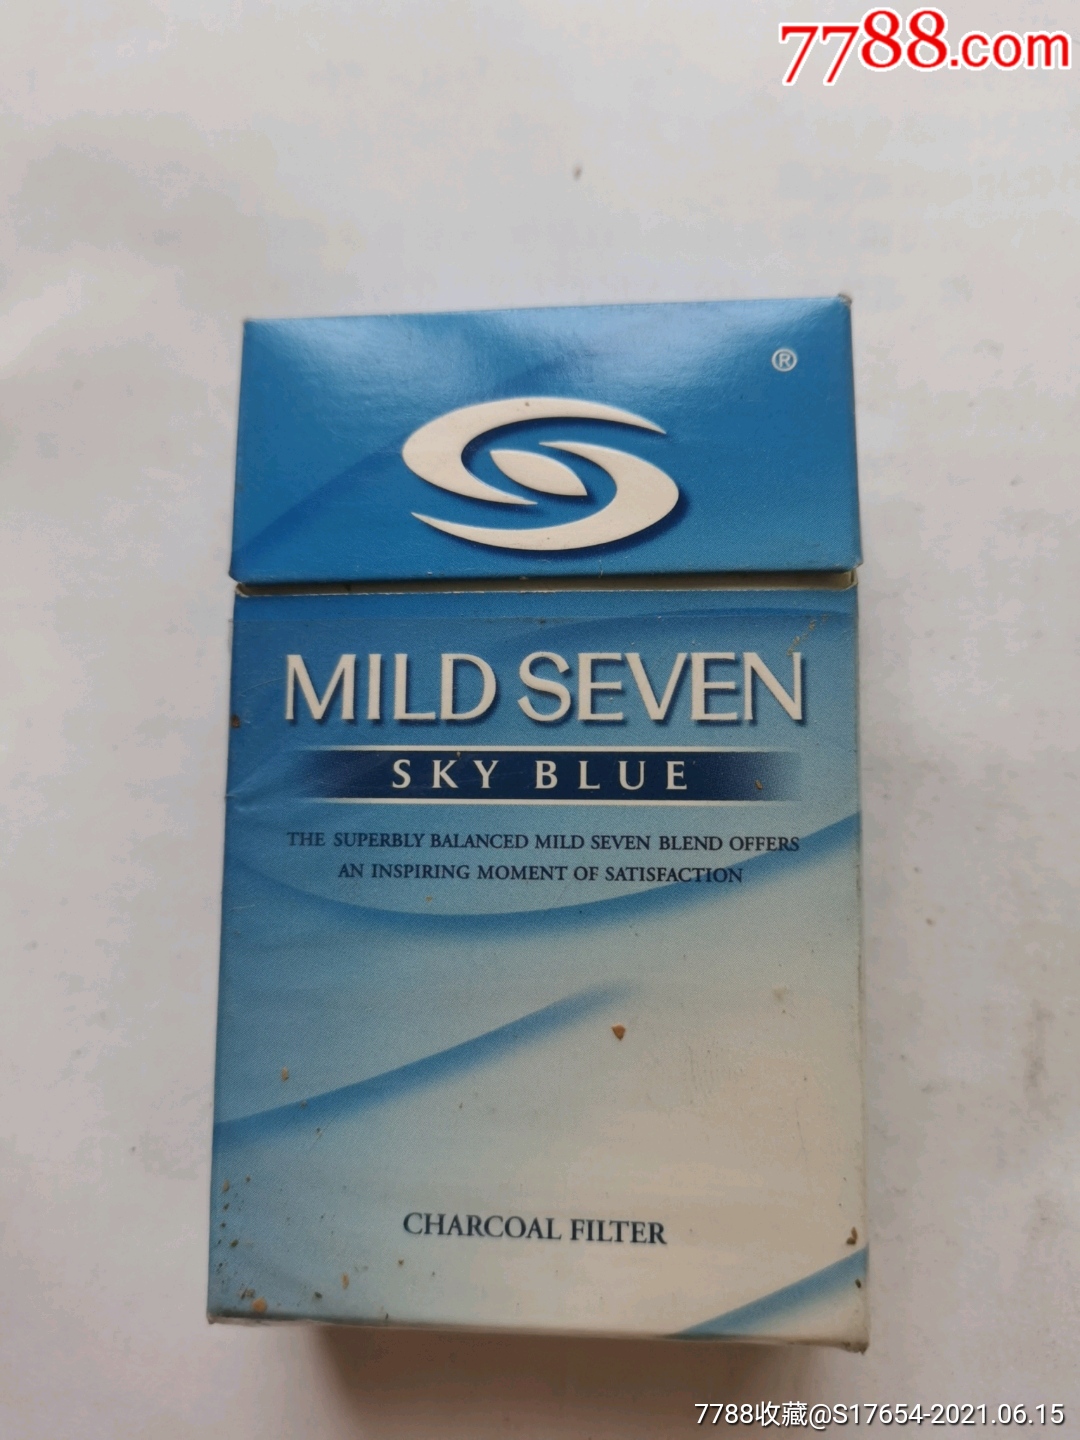 7788.com
®
MILD SEVEN
SKY BLUE
THE SUPERBLY BALANCED MILD SEVEN BLEND OFFERS
AN INSPIRING MOMENT OF SATISFACTION
CHARCOAL FILTER
7788收藏@S17654-2021.06.15